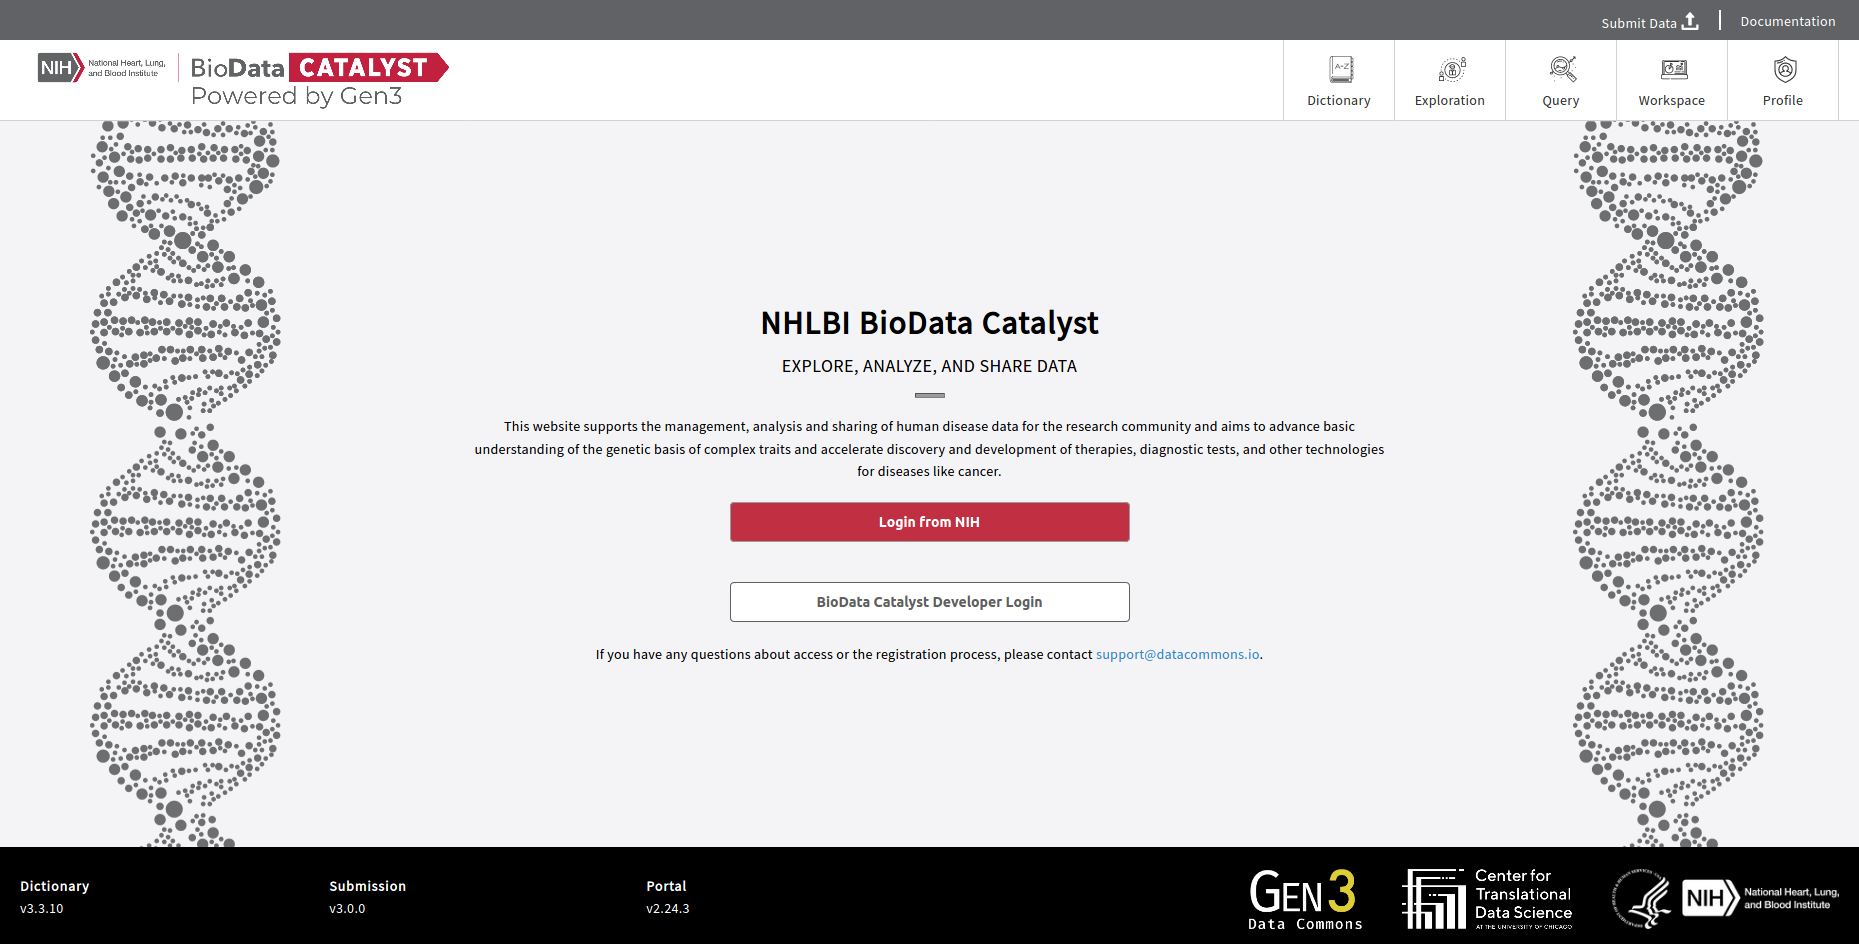 Submit Data
Documentation
NIH National Heart, Lung,
and Blood Institute
BioData CATALYST
Powered by Gen3
A-Z
Dictionary
Exploration
Query
Workspace
Profile
NHLBI BioData Catalyst
EXPLORE, ANALYZE, AND SHARE DATA
This website supports the management, analysis and sharing of human disease data for the research community and aims to advance basic
understanding of the genetic basis of complex traits and accelerate discovery and development of therapies, diagnostic tests, and other technologies
for diseases like cancer.
Login from NIH
BioData Catalyst Developer Login
If you have any questions about access or the registration process, please contact support@datacommons.io.
Dictionary
v3.3.10
Submission
v3.0.0
Portal
v2.24.3
GEN3
Data Commons
Center for
Translational
Data Science
AT THE UNIVERSITY OF CHICAGO
NIH National Heart, Lung,
and Blood Institute